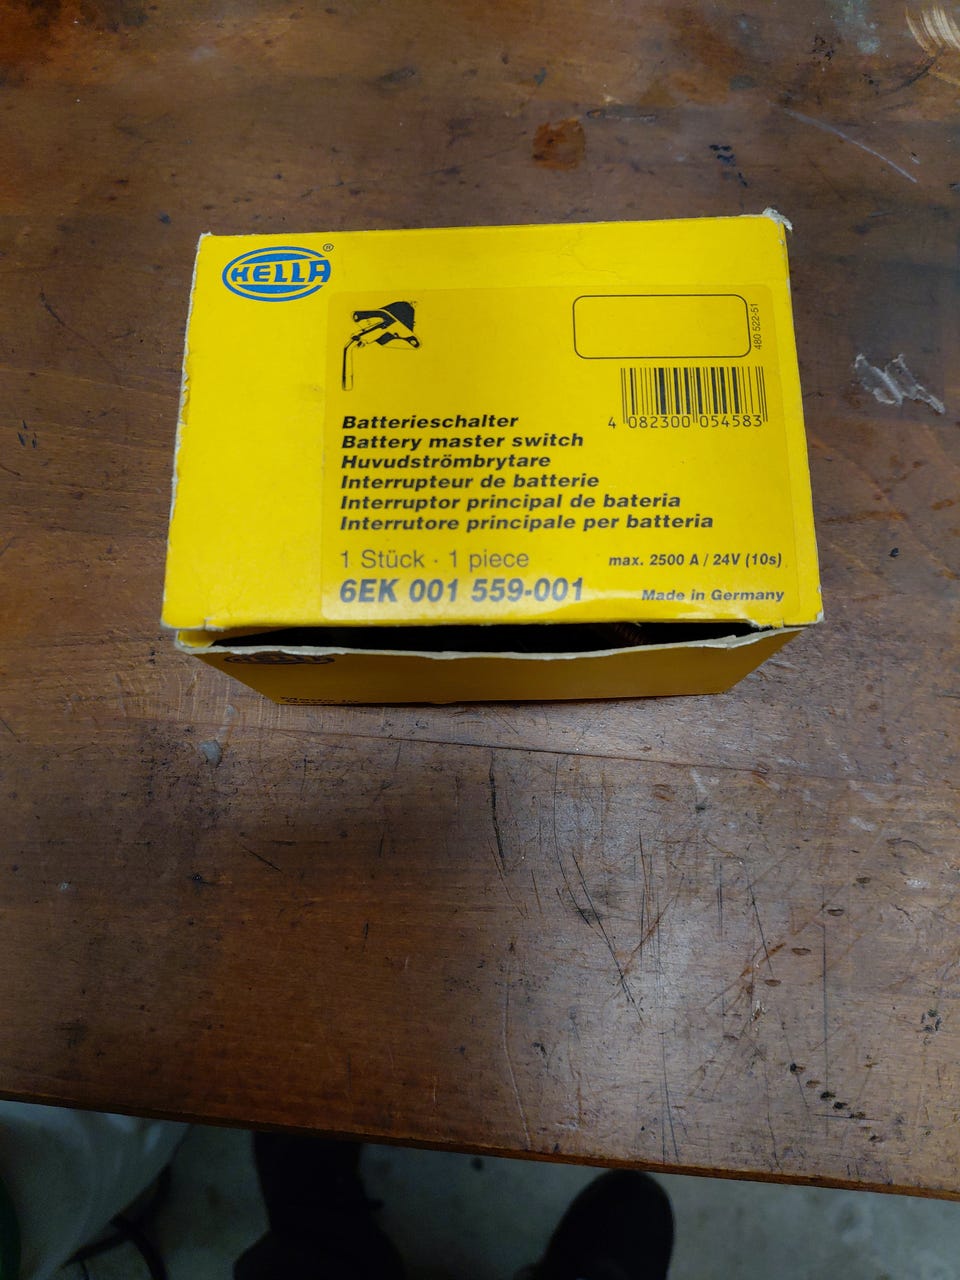 HELLA®
480 522-51
4 082300 054583
Batterieschalter
Battery master switch
Huvudströmbrytare
Interrupteur de batterie
Interruptor principal de bateria
Interrutore principale per batteria
1 Stück · 1 piece
max. 2500 A / 24V (10s)
6EK 001 559-001
Made in Germany
HELLA